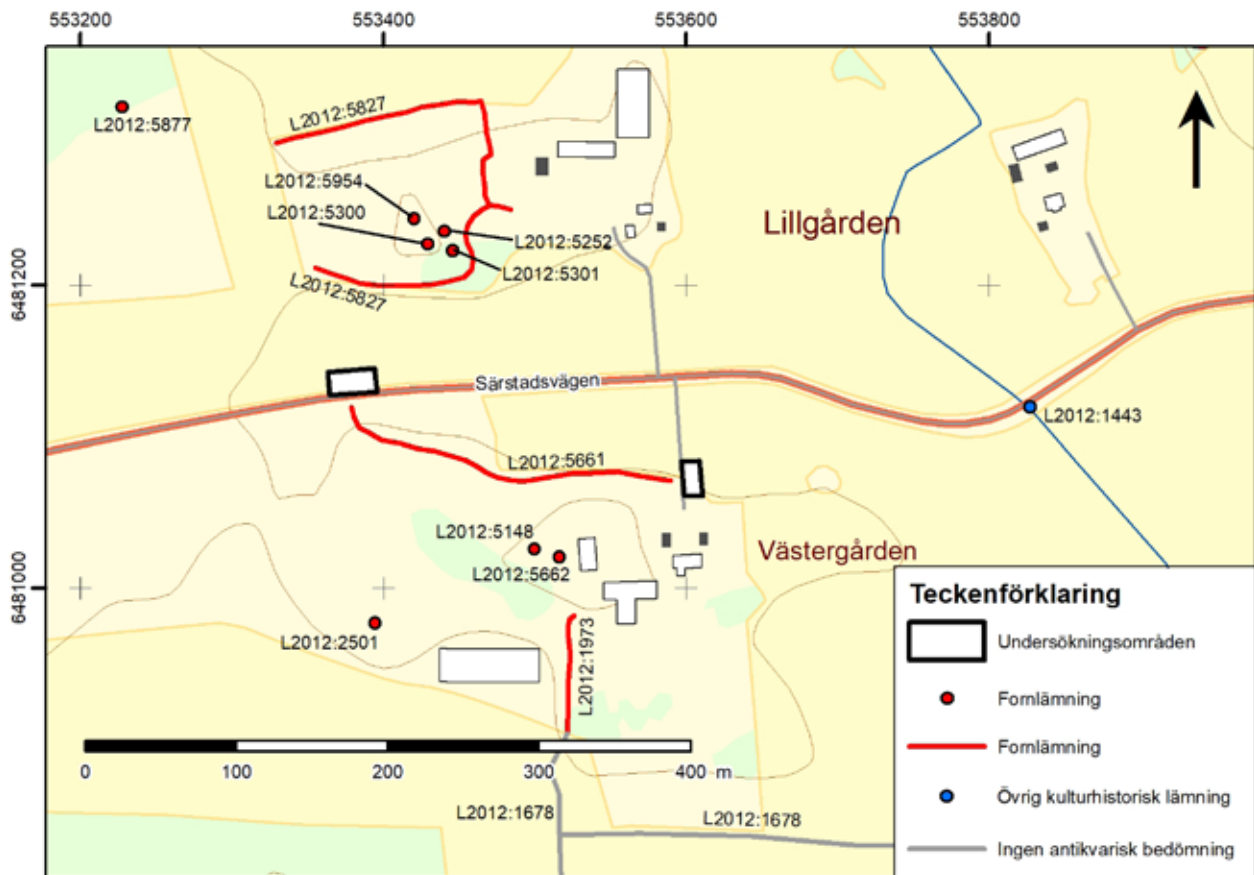 553200 553400 553600 553800
L2012:5877
L2012:5827
L2012:5954
L2012:5300
L2012:5252
L2012:5301
L2012:5827
Lillgården
6481200
Särstadsvägen
L2012:1443
L2012:5661
L2012:5148
L2012:5662
Västergården
6481000
L2012:2501
L2012:1973
0 100 200 300 400 m
L2012:1678
L2012:1678
Teckenförklaring
Undersökningsområden
Fornlämning
Fornlämning
Övrig kulturhistorisk lämning
Ingen antikvarisk bedömning